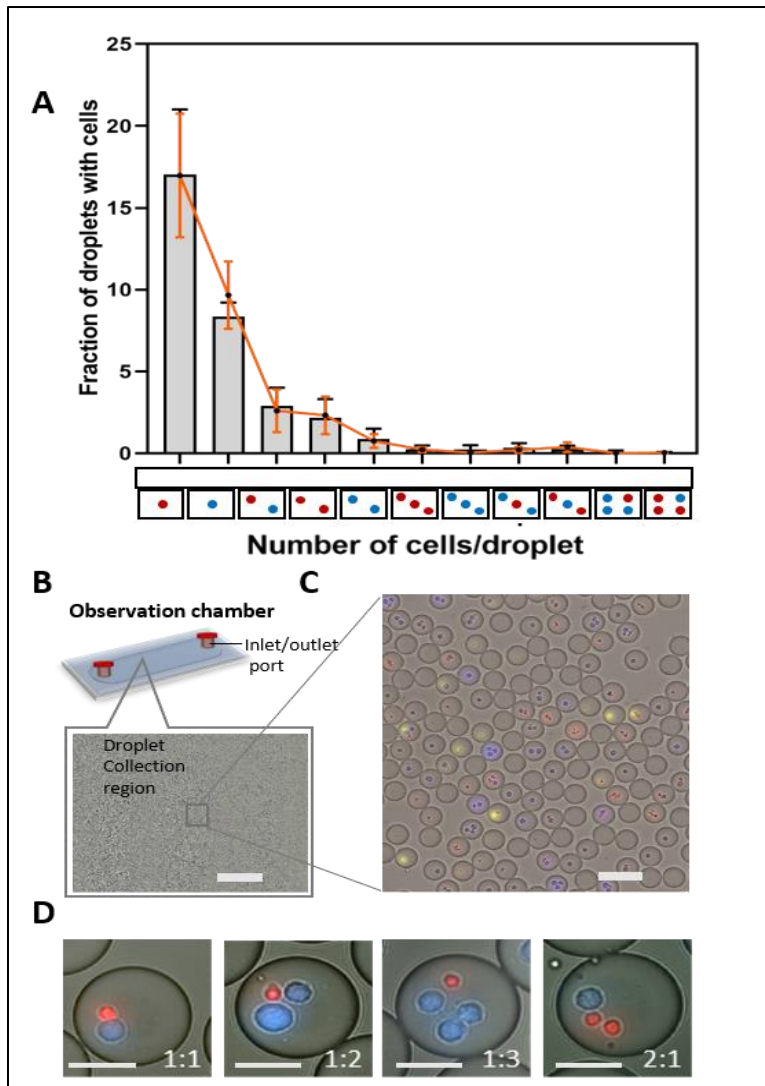 A
Fraction of droplets with cells
25
20
15
10
5
0
Number of cells/droplet
B
Observation chamber
Inlet/outlet
port
Droplet
Collection
region
C
D
1:1
1:2
1:3
2:1